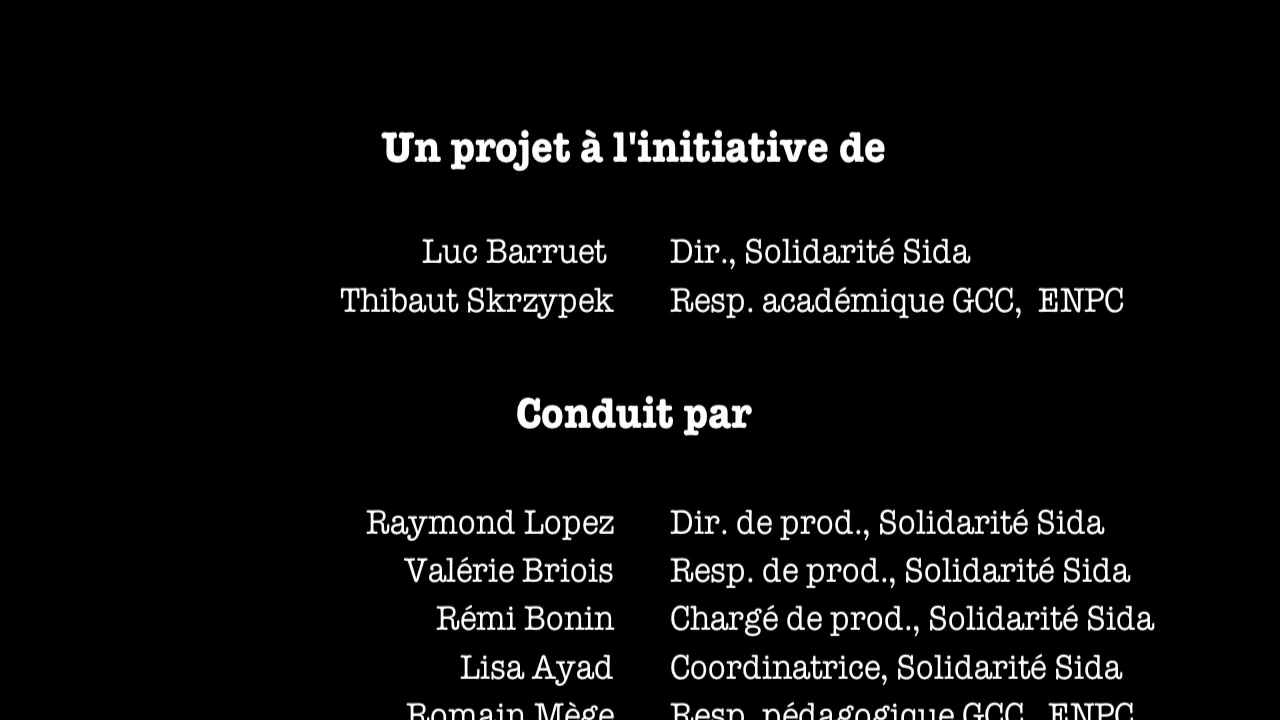 Un projet à l'initiative de
Luc Barruet Dir., Solidarité Sida
Thibaut Skrzypek Resp. académique GCC, ENPC
Conduit par
Raymond Lopez Dir. de prod., Solidarité Sida
Valérie Briois Resp. de prod., Solidarité Sida
Rémi Bonin Chargé de prod., Solidarité Sida
Lisa Ayad Coordinatrice, Solidarité Sida
Romain Mège Resp. pédagogique GCC, ENPC